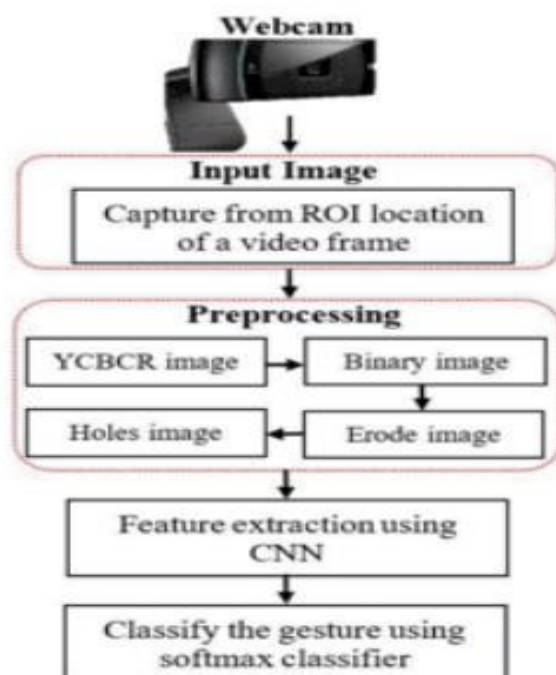 Webcam
Input Image
Capture from ROI location
of a video frame
Preprocessing
YCBCR image
Binary image
Holes image
Erode image
Feature extraction using
CNN
Classify the gesture using
softmax classifier